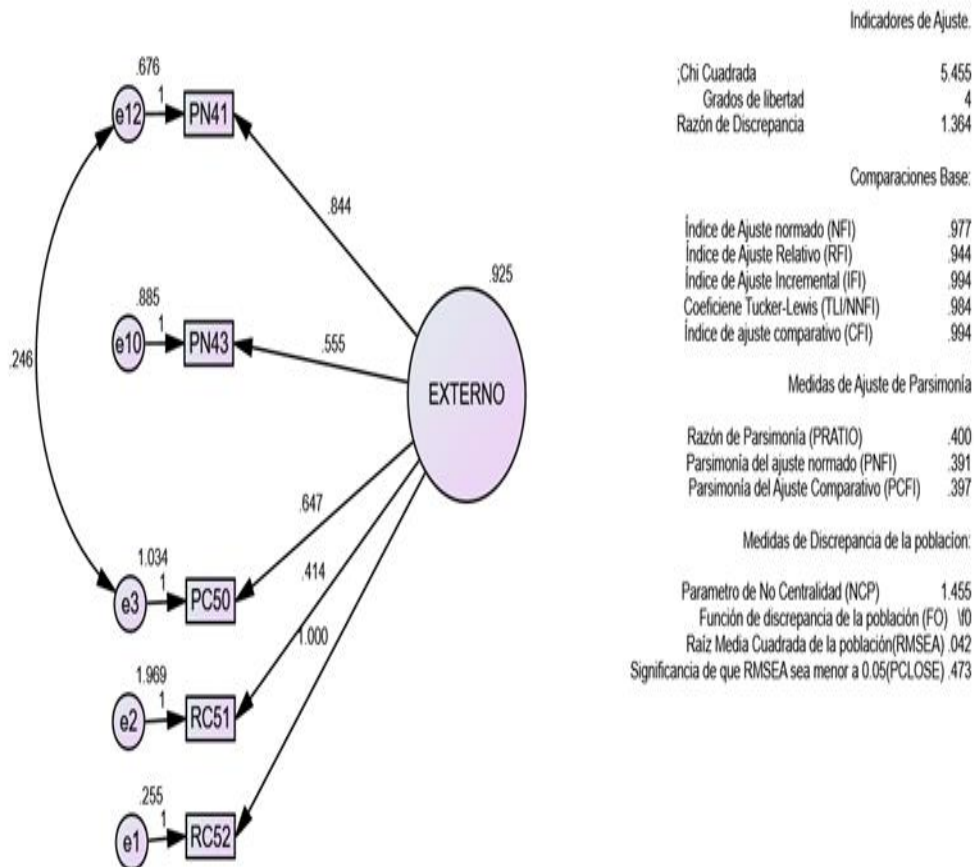 .676
1
e12
PN41
.844
.925
.885
1
e10
PN43
.555
.246
EXTERNO
.647
1.034
1
e3
PC50
.414
1.000
1.969
1
e2
RC51
.255
1
e1
RC52
Indicadores de Ajuste.
;Chi Cuadrada 5.455
Grados de libertad 4
Razón de Discrepancia 1.364
Comparaciones Base:
Índice de Ajuste normado (NFI) .977
Índice de Ajuste Relativo (RFI) .944
Índice de Ajuste Incremental (IFI) .994
Coeficiene Tucker-Lewis (TLI/NNFI) .984
Índice de ajuste comparativo (CFI) .994
Medidas de Ajuste de Parsimonía
Razón de Parsimonía (PRATIO) .400
Parsimonía del ajuste normado (PNFI) .391
Parsimonía del Ajuste Comparativo (PCFI) .397
Medidas de Discrepancia de la poblacíon:
Parametro de No Centralidad (NCP) 1.455
Función de discrepancia de la población (FO) \f0
Raíz Media Cuadrada de la población(RMSEA) .042
Significancia de que RMSEA sea menor a 0.05(PCLOSE) .473